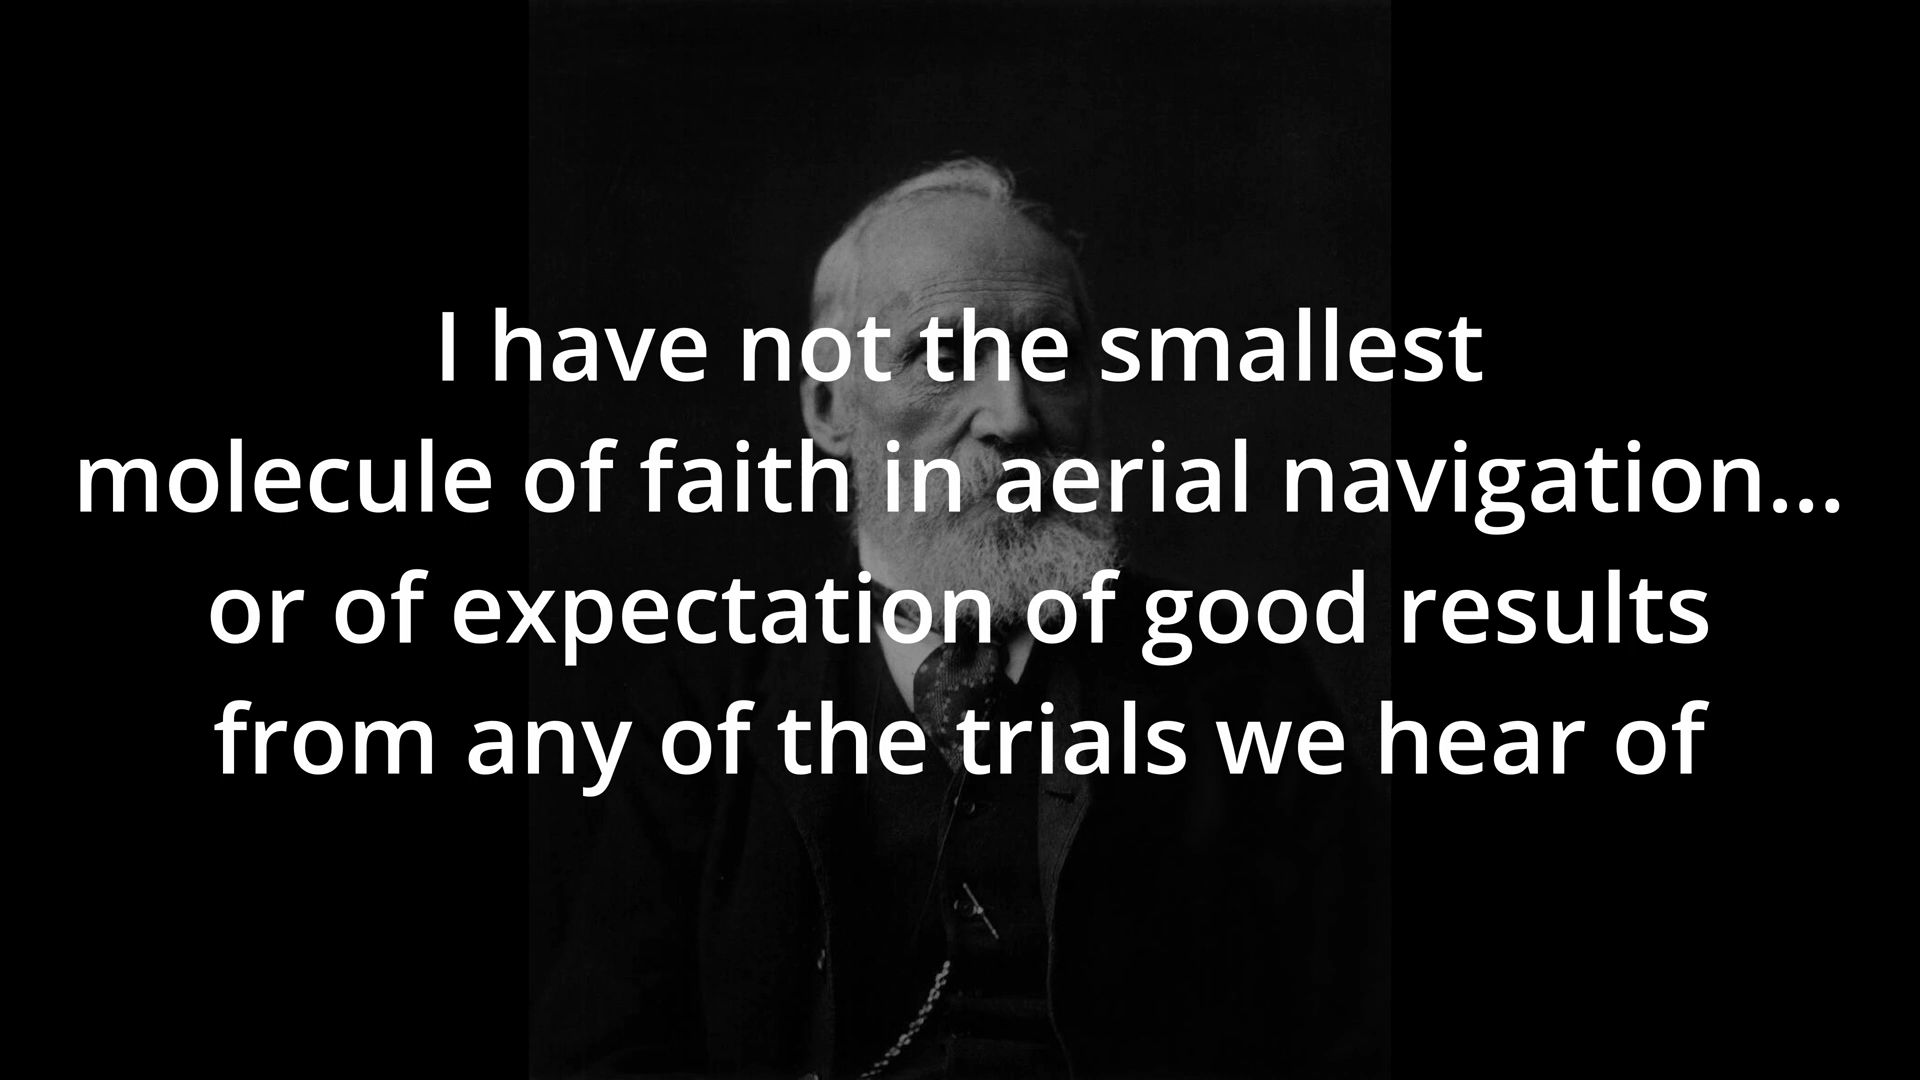 I have not the smallest
molecule of faith in aerial navigation...
or of expectation of good results
from any of the trials we hear of